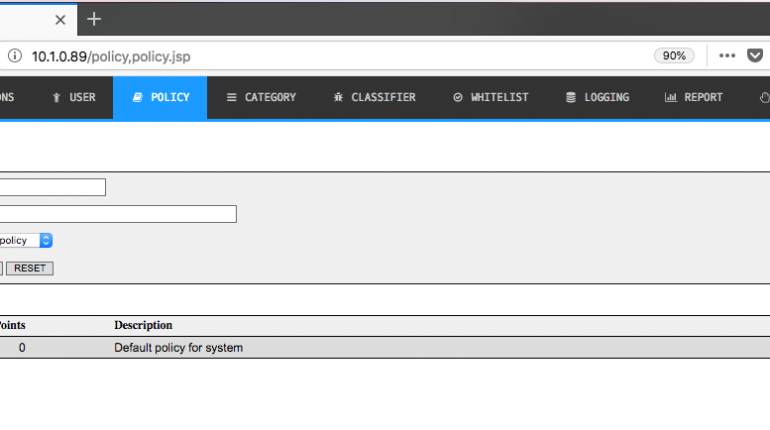 10.1.0.89/policy,policy.jsp 90%
NS USER POLICY CATEGORY CLASSIFIER WHITELIST LOGGING REPORT
policy
RESET
Points Description
0 Default policy for system